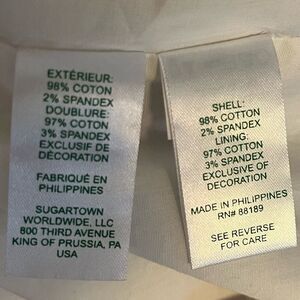 EXTÉRIEUR:
98% COTTON
2% SPANDEX
DOUBLURE:
97% COTON
3% SPANDEX
EXCLUSIF DE
DÉCORATION
FABRIQUÉ EN
PHILIPPINES
SUGARTOWN
WORLDWIDE, LLC
800 THIRD AVENUE
KING OF PRUSSIA, PA
USA
SHELL:
98% COTTON
2% SPANDEX
LINING:
97% COTTON
3% SPANDEX
EXCLUSIVE OF
DECORATION
MADE IN PHILIPPINES
RN# 88189
SEE REVERSE
FOR CARE